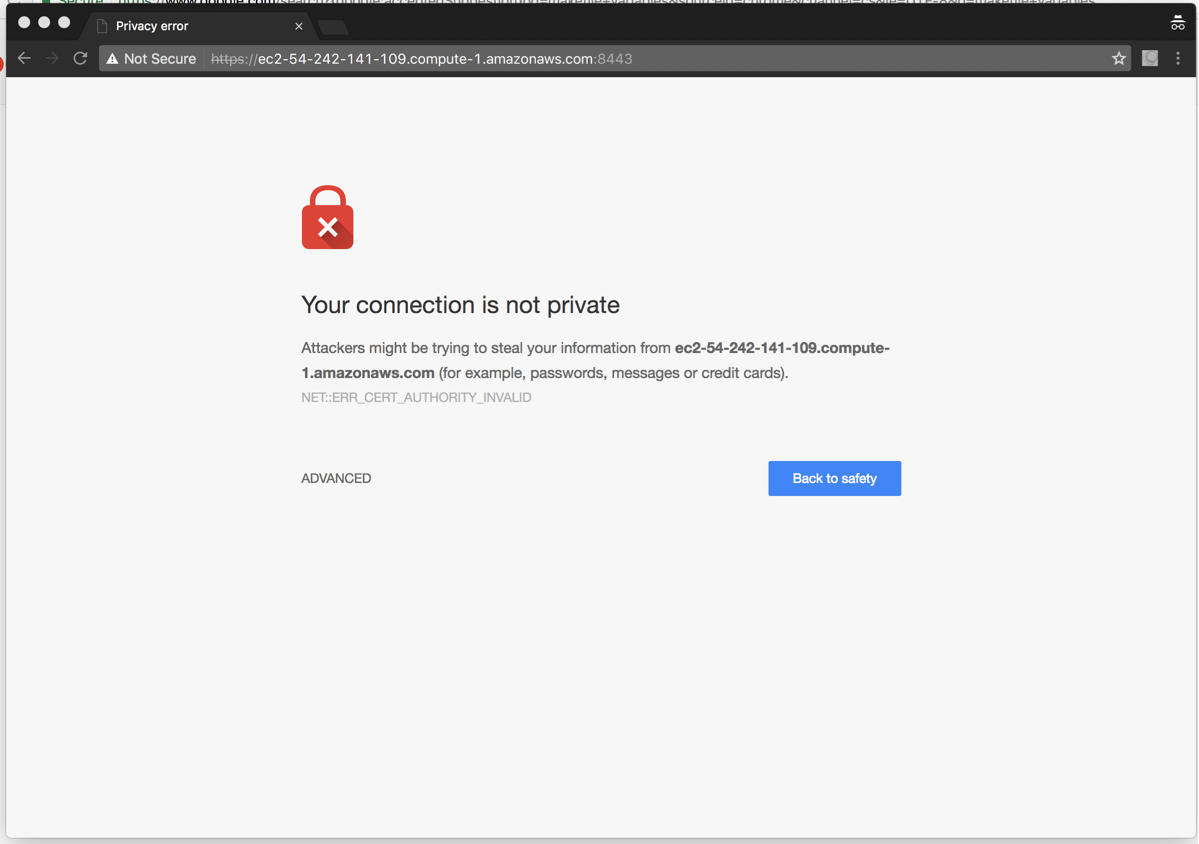 Privacy error
Not Secure https://ec2-54-242-141-109.compute-1.amazonaws.com:8443
Your connection is not private
Attackers might be trying to steal your information from ec2-54-242-141-109.compute-
1.amazonaws.com (for example, passwords, messages or credit cards).
NET::ERR_CERT_AUTHORITY_INVALID
ADVANCED
Back to safety